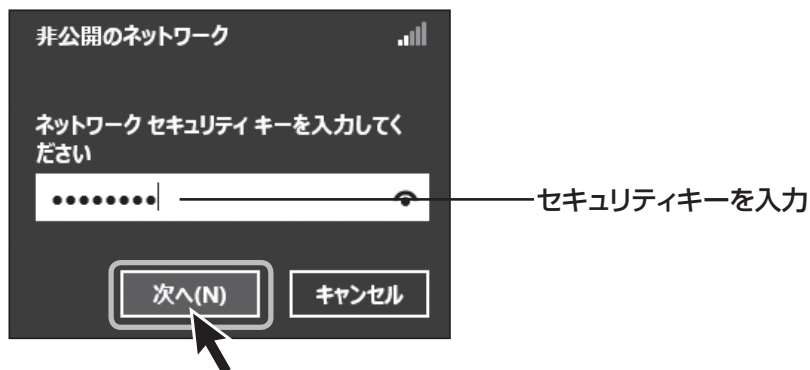 非公開のネットワーク
ネットワーク セキュリティ キーを入力してく
ださい
••••••••
セキュリティキーを入力
次へ(N)
キャンセル